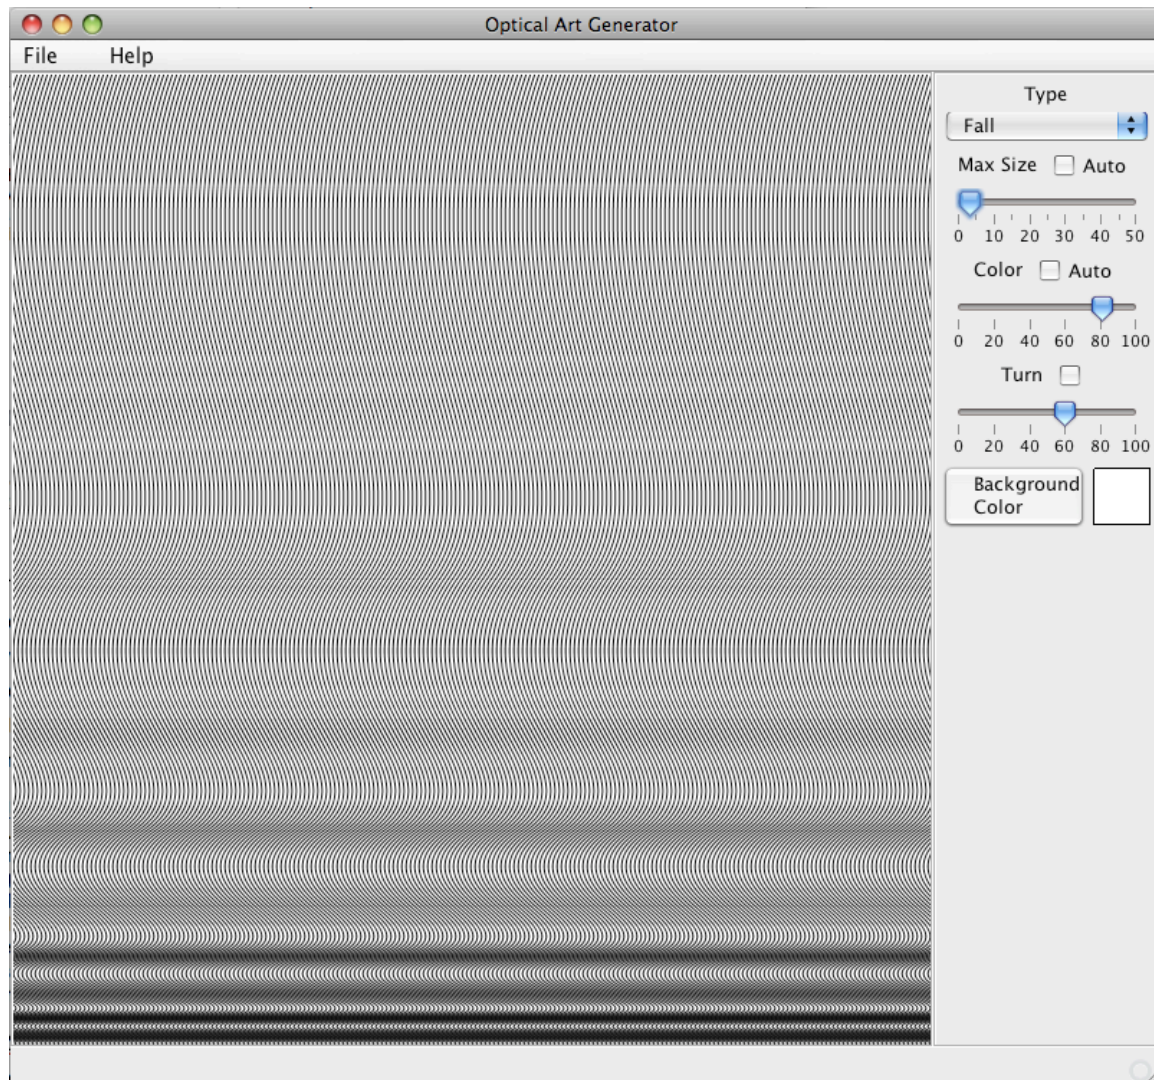 Optical Art Generator
File Help
Type
Fall
Max Size Auto
0 10 20 30 40 50
Color Auto
0 20 40 60 80 100
Turn
0 20 40 60 80 100
Background
Color